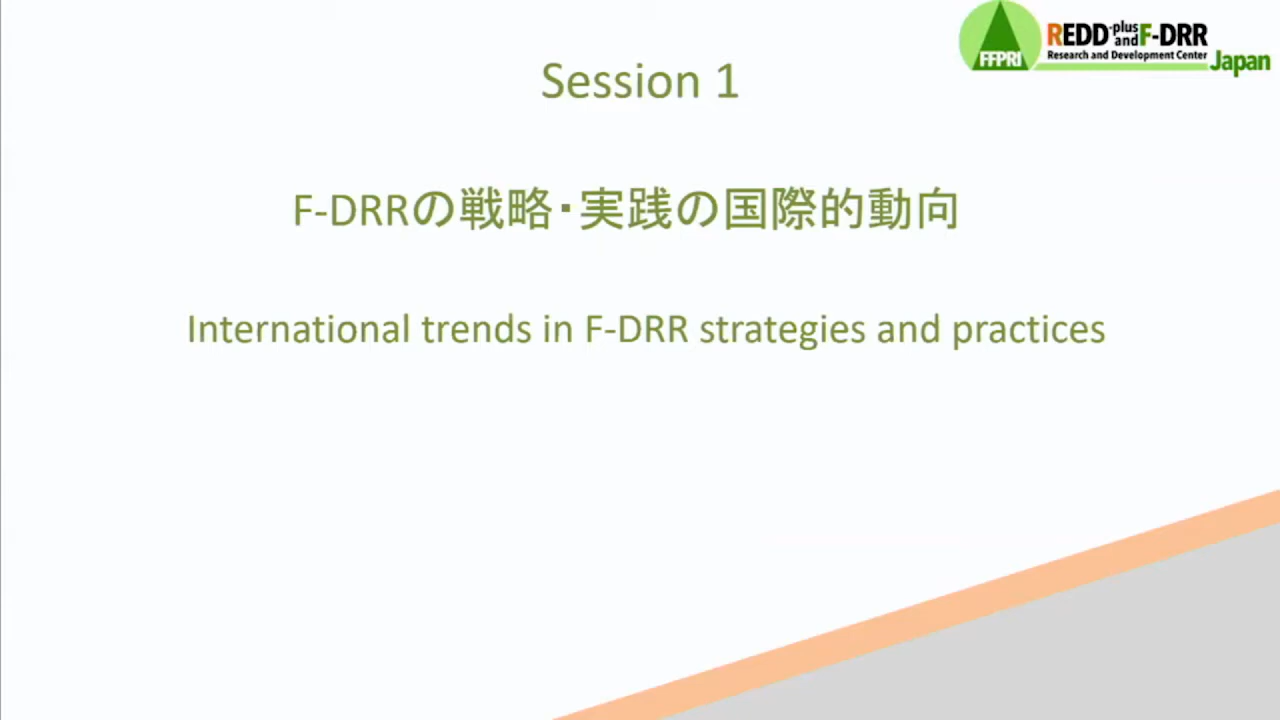 FFPRI
REDD-plus and F-DRR
Research and Development Center
Japan
Session 1
F-DRRの戦略・実践の国際的動向
International trends in F-DRR strategies and practices